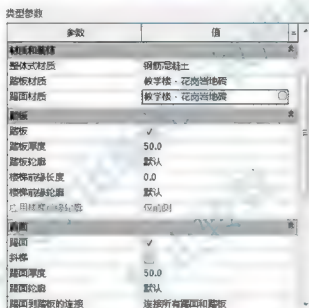 类型参数
参数 值
材质和装饰
整体式材质 钢筋混凝土
踏板材质 教学楼 - 花岗岩地砖
踢面材质 教学楼 - 花岗岩地砖
踏板
踏板 ✓
踏板厚度 50.0
踏板轮廓 默认
楼梯前缘长度 0.0
楼梯前缘轮廓 默认
应用楼梯前缘轮廓 仅前侧
踢面
踢面 ✓
斜梯
踢面厚度 50.0
踢面轮廓 默认
踢面到踏板的连接 连接所有踢面和踏板